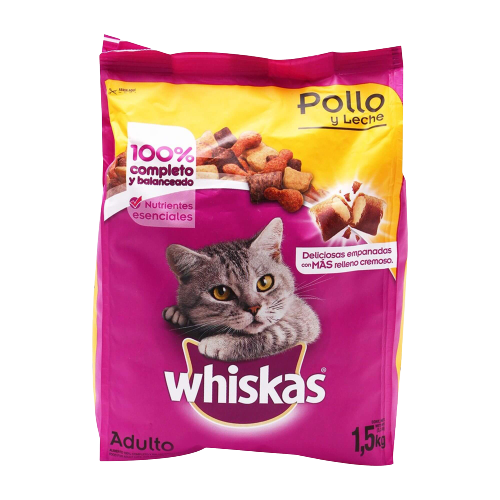 Pollo
y Leche
100%
completo
y balanceado
Nutrientes
esenciales
Deliciosas empanadas
con MÁS relleno cremoso.
whiskas
Adulto
1,5kg